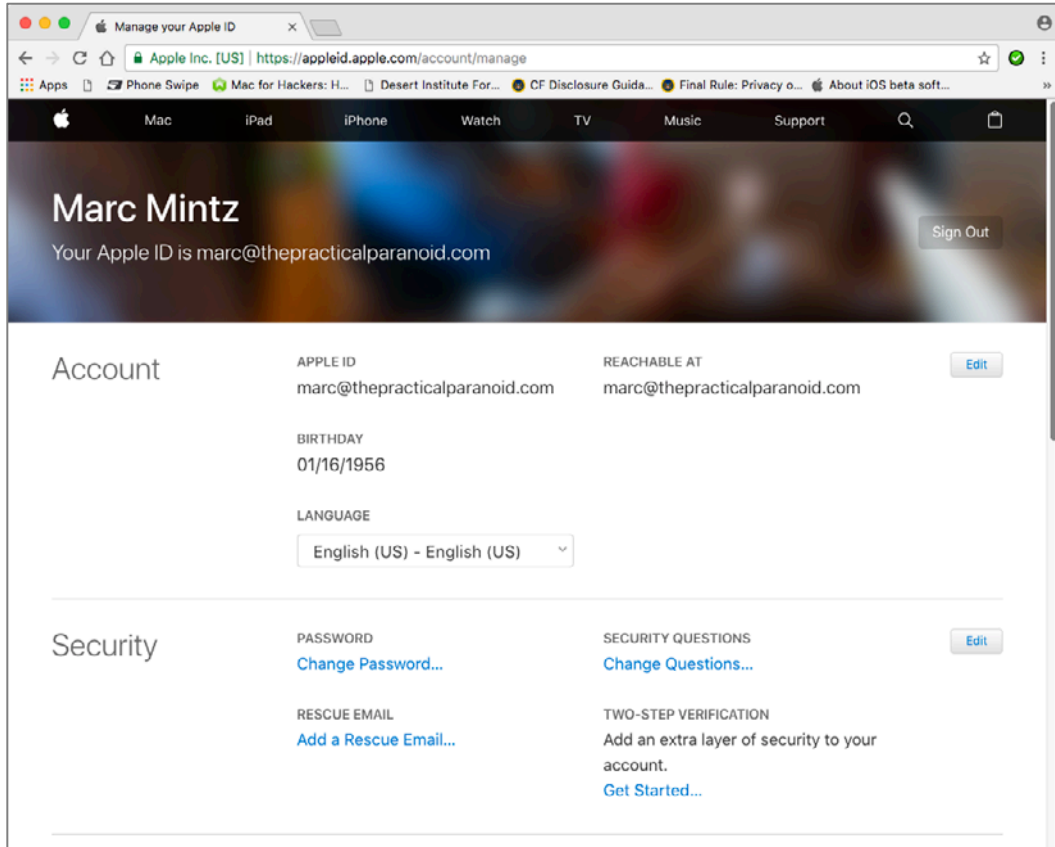 Manage your Apple ID
Apple Inc. [US] | https://appleid.apple.com/account/manage
Apps Phone Swipe Mac for Hackers: H... Desert Institute For... CF Disclosure Guida... Final Rule: Privacy o... About iOS beta soft... »
Mac iPad iPhone Watch TV Music Support
Marc Mintz
Sign Out
Your Apple ID is marc@thepracticalparanoid.com
Account
APPLE ID
marc@thepracticalparanoid.com
REACHABLE AT
marc@thepracticalparanoid.com
Edit
BIRTHDAY
01/16/1956
LANGUAGE
English (US) - English (US)
Security
PASSWORD
Change Password...
SECURITY QUESTIONS
Change Questions...
Edit
RESCUE EMAIL
Add a Rescue Email...
TWO-STEP VERIFICATION
Add an extra layer of security to your
account.
Get Started...